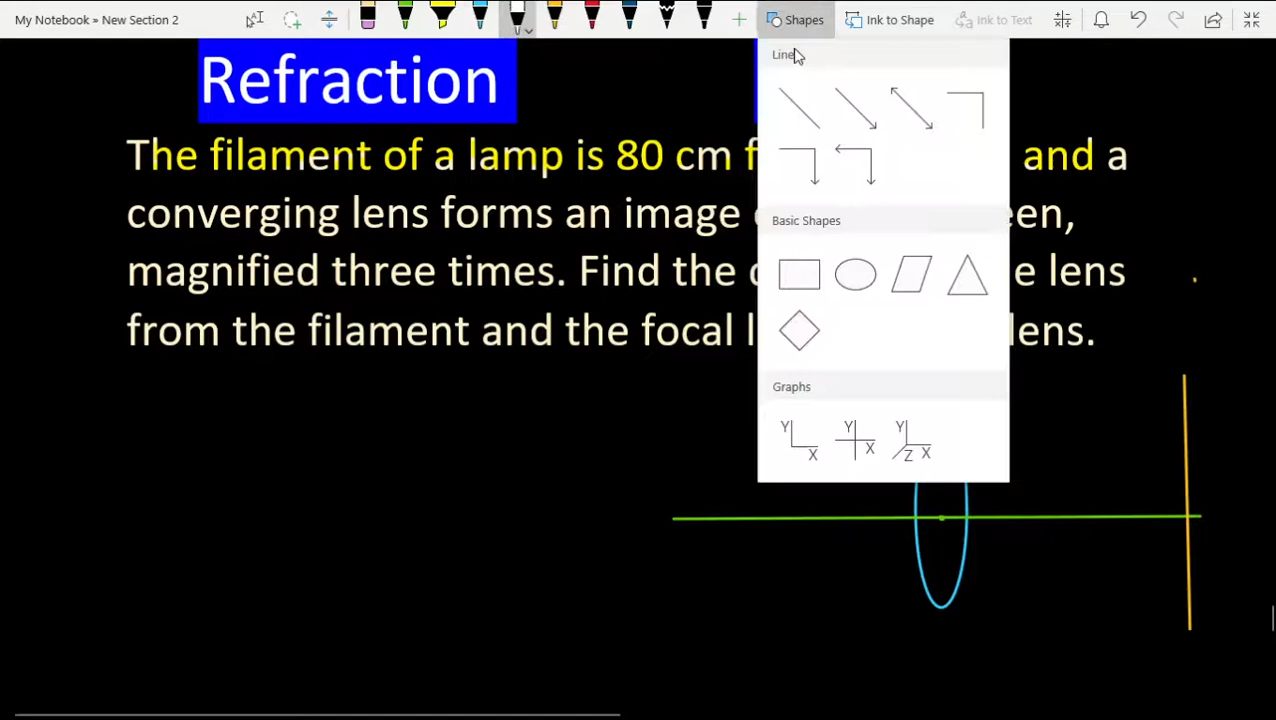 My Notebook » New Section 2
Shapes
Ink to Shape
Ink to Text
Refraction
Line
The filament of a lamp is 80 cm and a
converging lens forms an image
magnified three times. Find the lens
from the filament and the focal lens.
Basic Shapes
Graphs
Y
X
Y
X
Y
Z
X